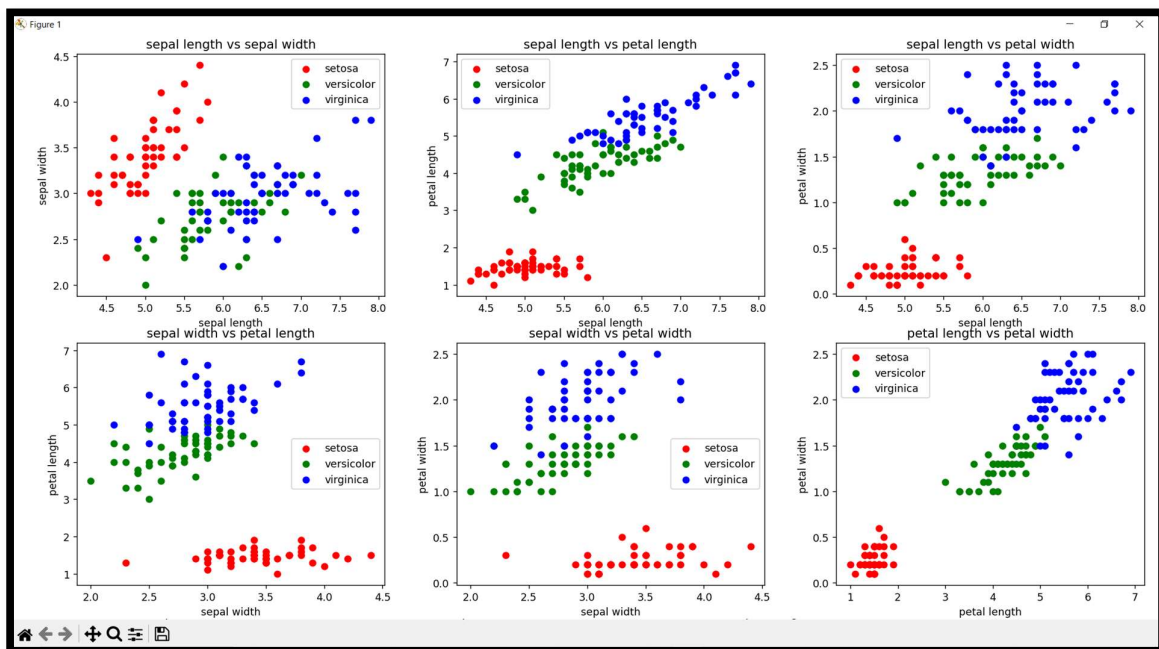 Figure 1
sepal length vs sepal width
sepal width
4.5
4.0
3.5
3.0
2.5
2.0
setosa
versicolor
virginica
4.5 5.0 5.5 6.0 6.5 7.0 7.5 8.0
sepal length
sepal length vs petal length
petal length
7
6
5
4
3
2
1
setosa
versicolor
virginica
4.5 5.0 5.5 6.0 6.5 7.0 7.5 8.0
sepal length
sepal length vs petal width
petal width
2.5
2.0
1.5
1.0
0.5
0.0
setosa
versicolor
virginica
4.5 5.0 5.5 6.0 6.5 7.0 7.5 8.0
sepal length
sepal width vs petal length
petal length
7
6
5
4
3
2
1
setosa
versicolor
virginica
2.0 2.5 3.0 3.5 4.0 4.5
sepal width
sepal width vs petal width
petal width
2.5
2.0
1.5
1.0
0.5
0.0
setosa
versicolor
virginica
2.0 2.5 3.0 3.5 4.0 4.5
sepal width
petal length vs petal width
petal width
2.5
2.0
1.5
1.0
0.5
0.0
setosa
versicolor
virginica
1 2 3 4 5 6 7
petal length